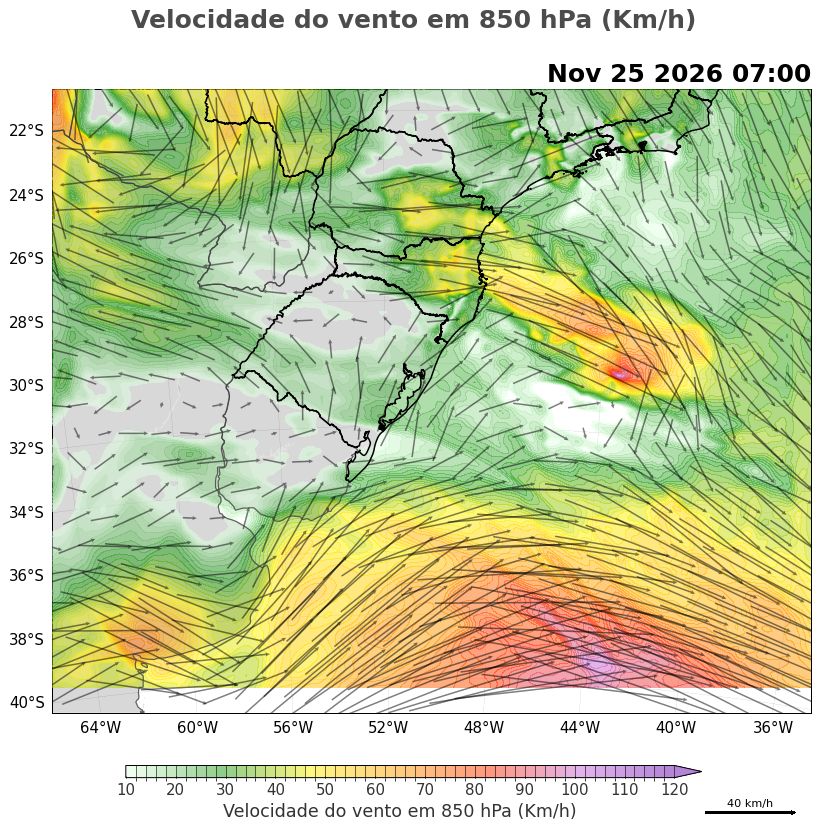 Velocidade do vento em 850 hPa (Km/h)
Nov 25 2026 07:00
22°S
24°S
26°S
28°S
30°S
32°S
34°S
36°S
38°S
40°S
64°W 60°W 56°W 52°W 48°W 44°W 40°W 36°W
10 20 30 40 50 60 70 80 90 100 110 120
Velocidade do vento em 850 hPa (Km/h)
40 km/h